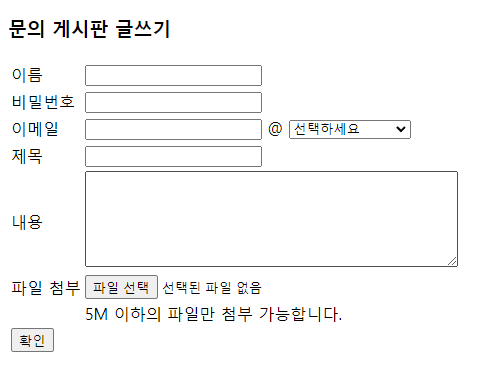 문의 게시판 글쓰기
이름
비밀번호
이메일 @ 선택하세요
제목
내용
파일 첨부 파일 선택 선택된 파일 없음
5M 이하의 파일만 첨부 가능합니다.
확인